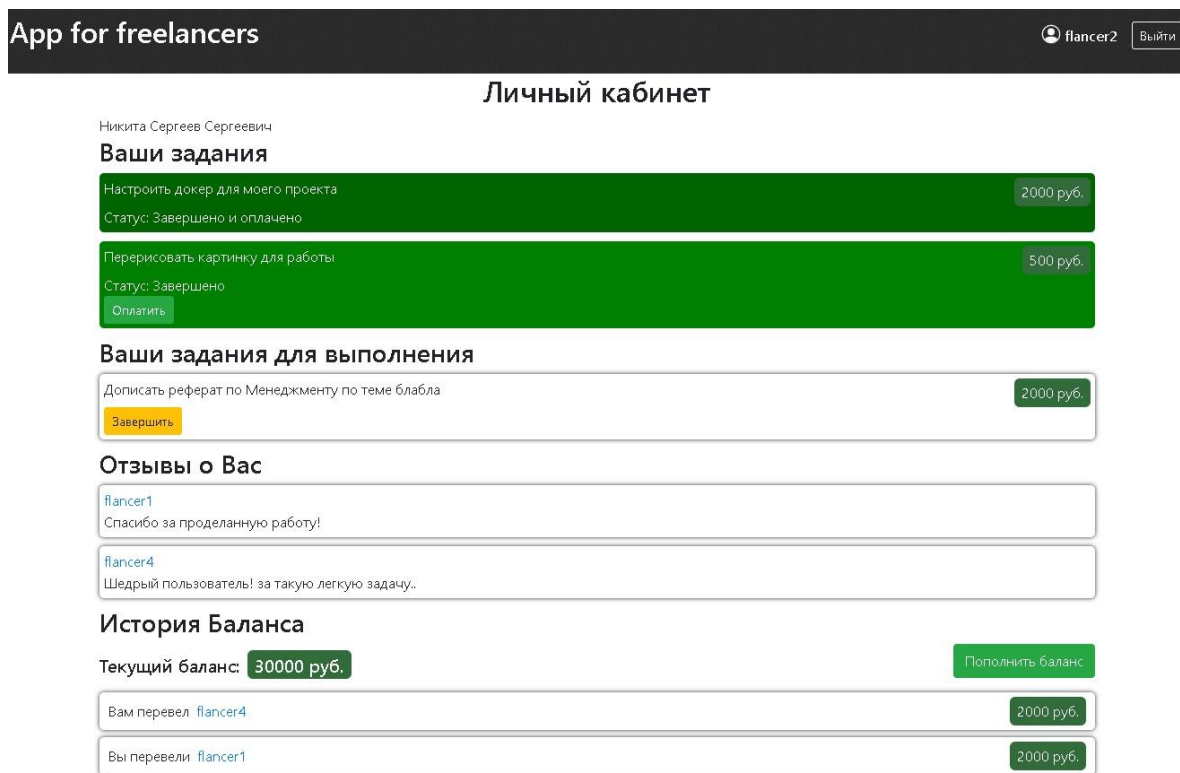 App for freelancers
flancer2 Выйти
Личный кабинет
Никита Сергеев Сергеевич
Ваши задания
Настроить докер для моего проекта 2000 руб.
Статус: Завершено и оплачено
Перерисовать картинку для работы 500 руб.
Статус: Завершено
Оплатить
Ваши задания для выполнения
Дописать реферат по Менеджменту по теме блабла 2000 руб.
Завершить
Отзывы о Вас
flancer1
Спасибо за проделанную работу!
flancer4
Шедрый пользователь! за такую легкую задачу..
История Баланса
Текущий баланс: 30000 руб. Пополнить баланс
Вам перевел flancer4 2000 руб.
Вы перевели flancer1 2000 руб.